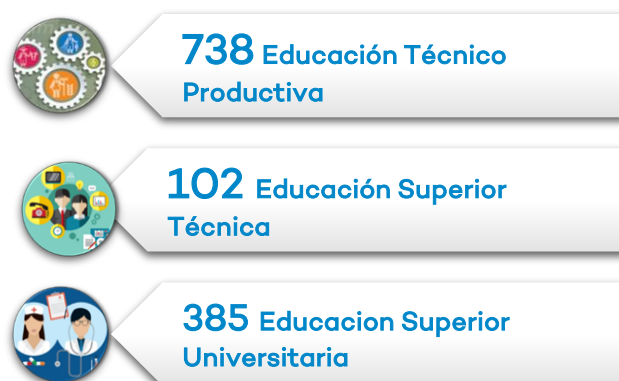 738 Educación Técnico
Productiva
102 Educación Superior
Técnica
385 Educacion Superior
Universitaria